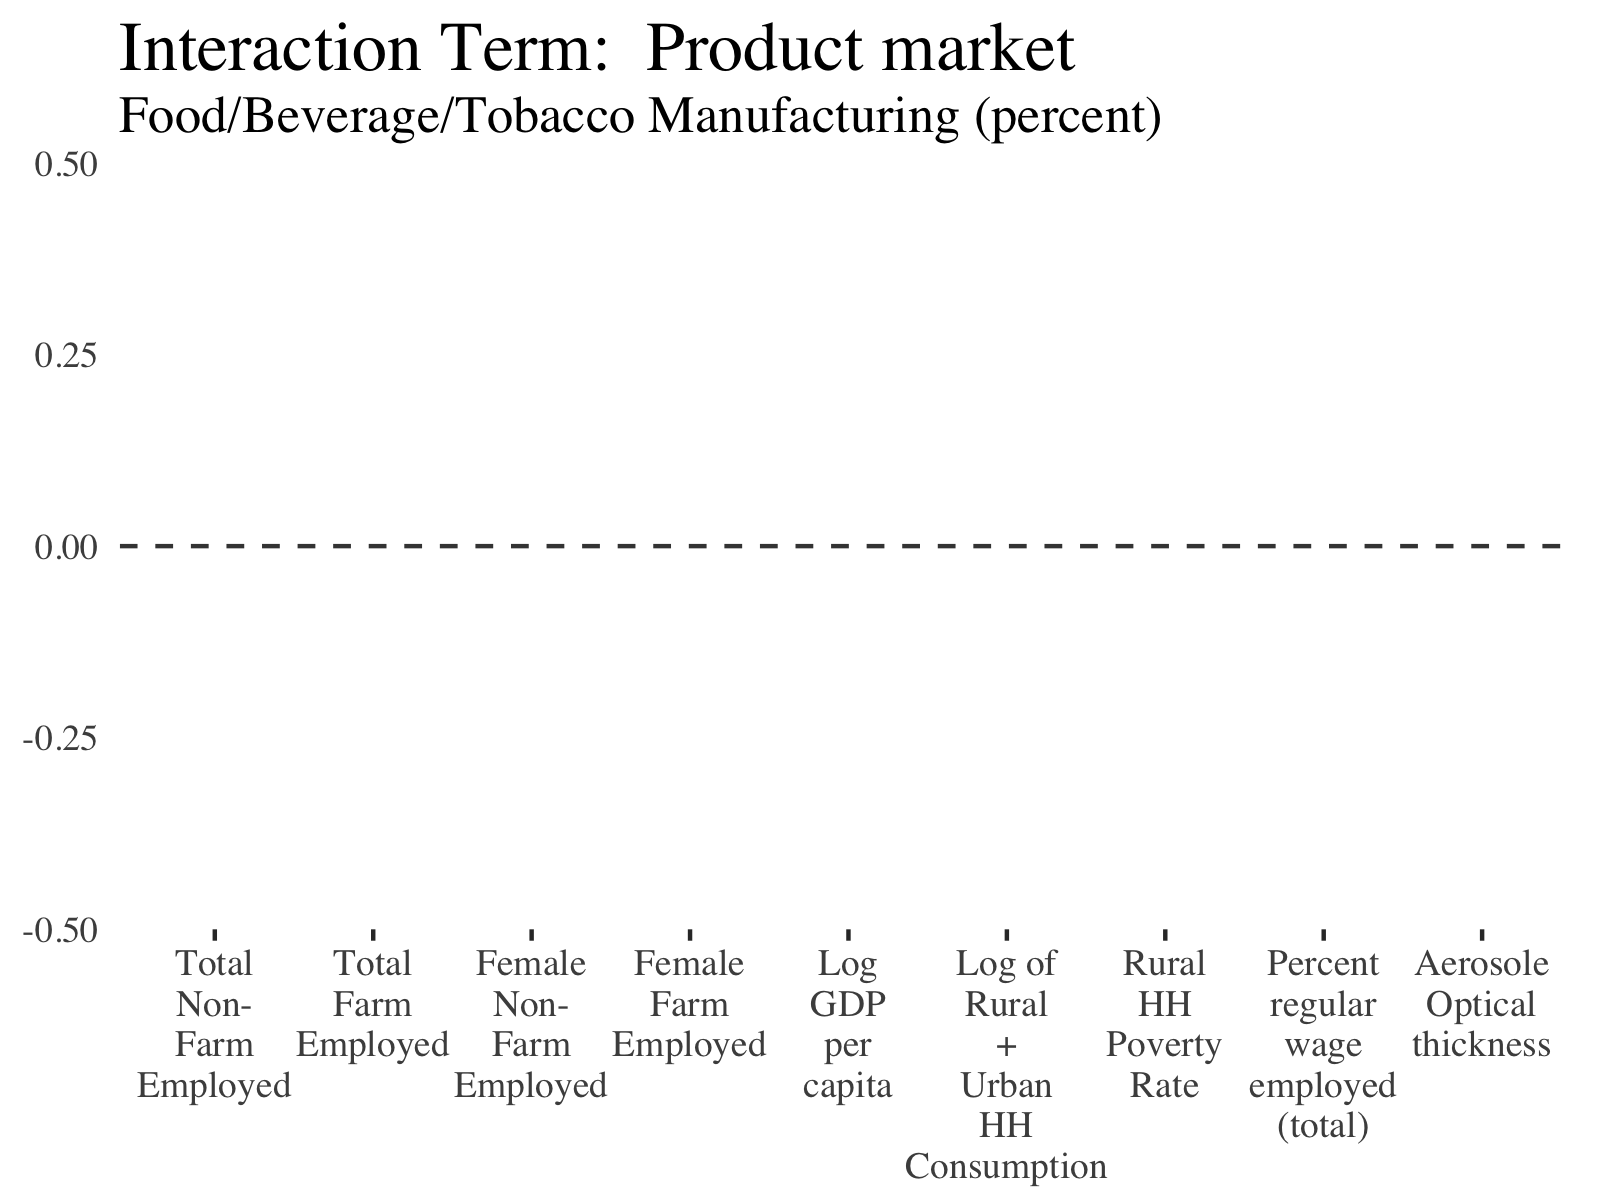 Interaction Term:  Product market
Food/Beverage/Tobacco Manufacturing (percent)
0.50
0.25
0.00
-0.25
-0.50
Total
Non-
Farm
Employed
Total
Farm
Employed
Female
Non-
Farm
Employed
Female
Farm
Employed
Log
GDP
per
capita
Log of
Rural
+
Urban
HH
Consumption
Rural
HH
Poverty
Rate
Percent
regular
wage
employed
(total)
Aerosole
Optical
thickness